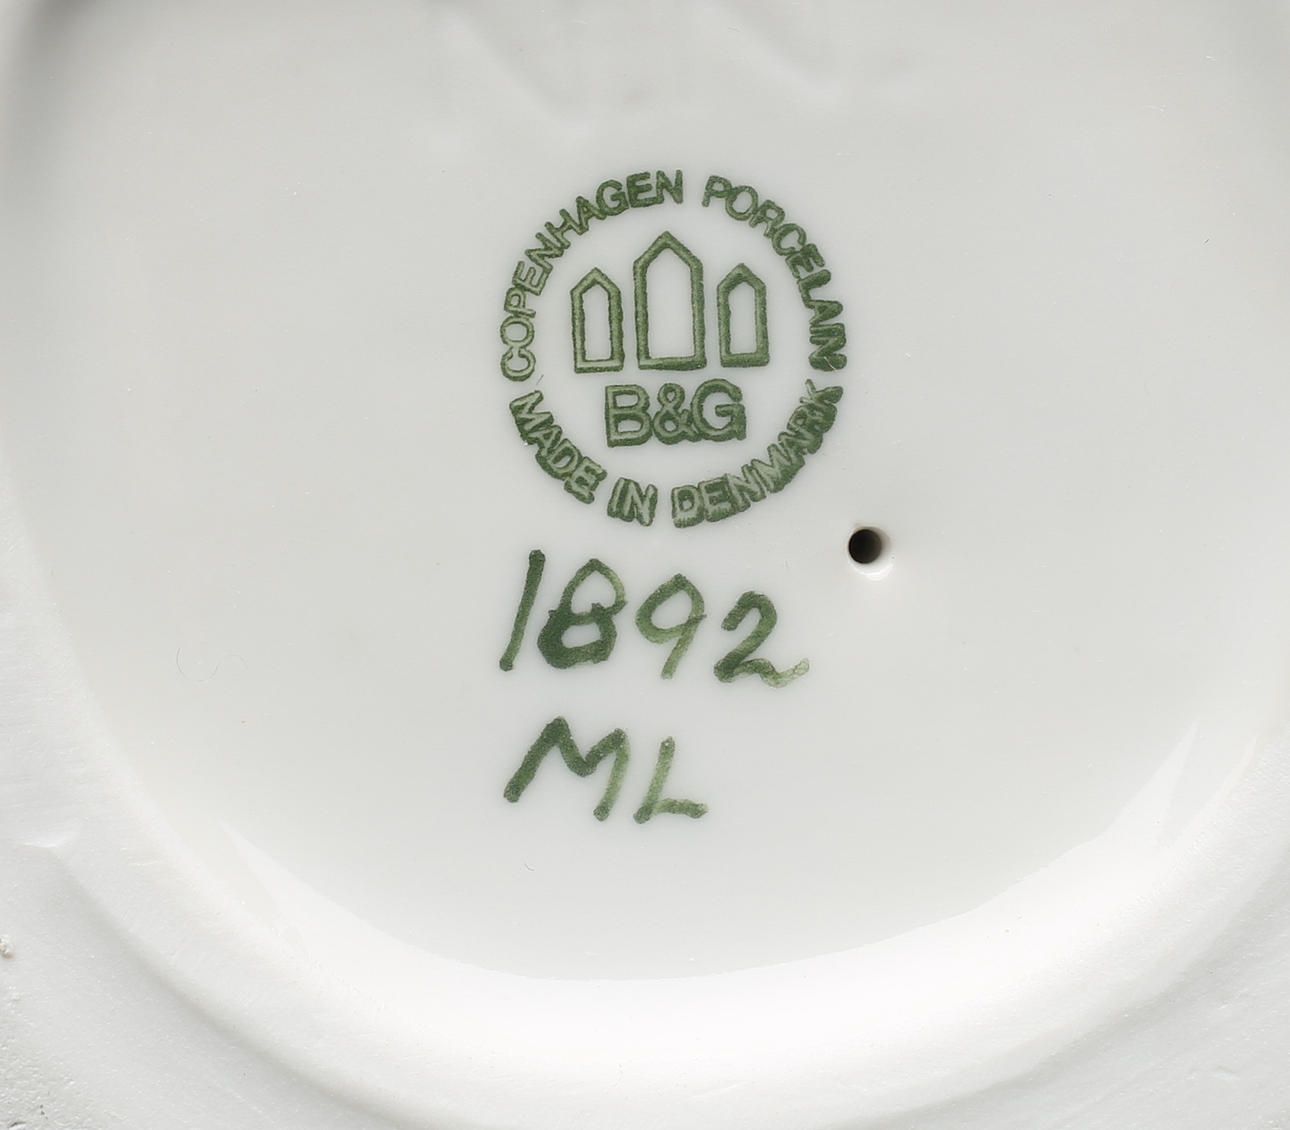 COPENHAGEN PORCELAIN
B&G
MADE IN DENMARK
1892
ML